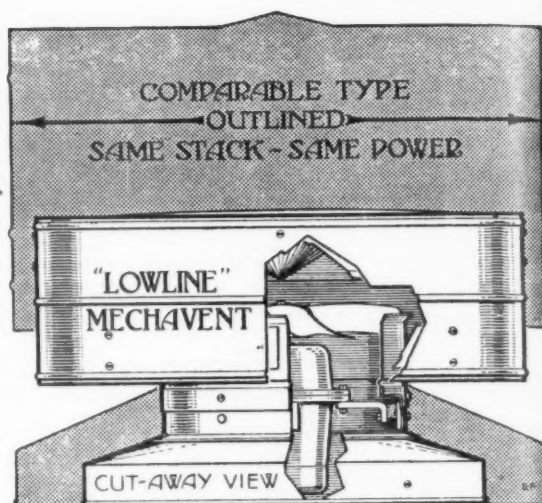 COMPARABLE TYPE
OUTLINED
SAME STACK - SAME POWER
"LOWLINE"
MECHAVENT
CUT-AWAY VIEW